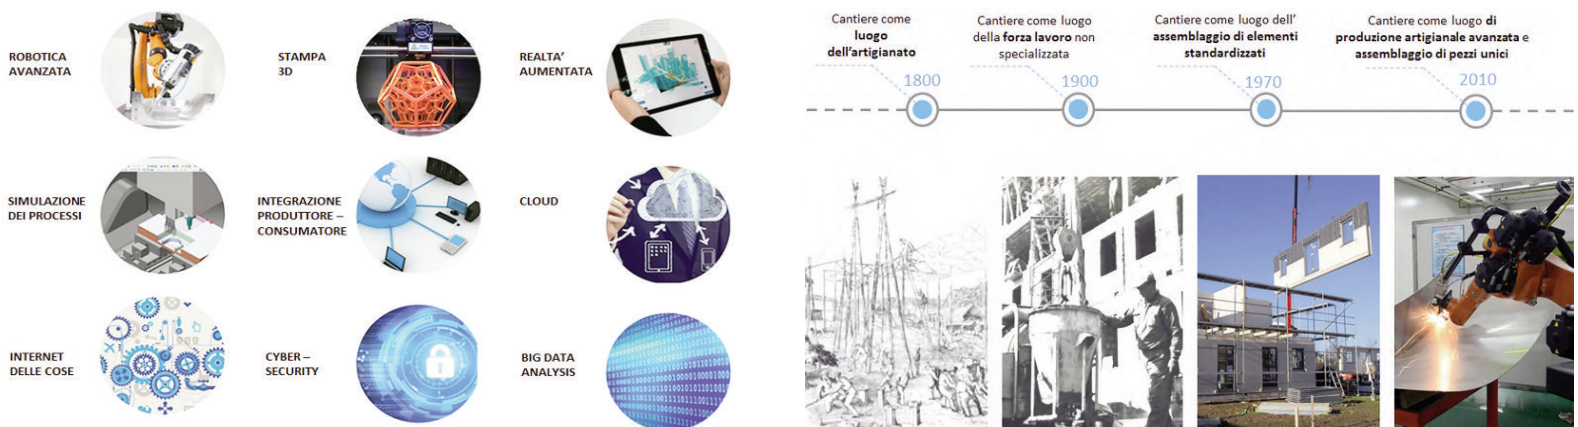 ROBOTICA
AVANZATA
STAMPA
3D
REALTA’
AUMENTATA
SIMULAZIONE
DEI PROCESSI
INTEGRAZIONE
PRODUTTORE –
CONSUMATORE
CLOUD
INTERNET
DELLE COSE
CYBER –
SECURITY
BIG DATA
ANALYSIS
Cantiere come
luogo
dell’artigianato
1800
Cantiere come luogo
della forza lavoro non
specializzata
1900
Cantiere come luogo dell’
assemblaggio di elementi
standardizzati
1970
Cantiere come luogo di
produzione artigianale avanzata e
assemblaggio di pezzi unici
2010